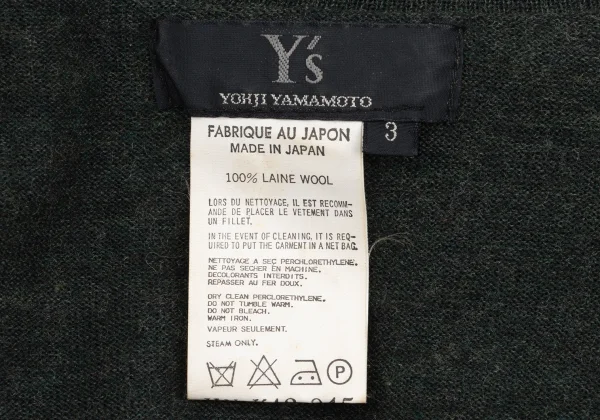 Y's
YOHJI YAMAMOTO
3
FABRIQUE AU JAPON
MADE IN JAPAN
100% LAINE WOOL
LORS DU NETTOYAGE, IL EST RECOMM-
ANDE DE PLACER LE VETEMENT DANS
UN FILLET.
IN THE EVENT OF CLEANING, IT IS REQ-
UIRED TO PUT THE GARMENT IN A NET BAG.
NETTOYAGE A SEC PERCHLORETHYLENE.
NE PAS SECHER EN MACHINE.
DECOLORANTS INTERDITS.
REPASSER AU FER DOUX.
DRY CLEAN PERCLORETHYLENE.
DO NOT TUMBLE WARM.
DO NOT BLEACH.
WARM IRON.
VAPEUR SEULEMENT.
STEAM ONLY.
P